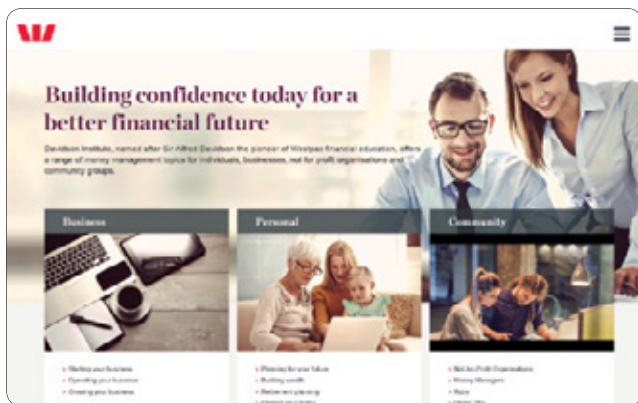 Building confidence today for a
better financial future
Davidson Institute, named after Sir Alfred Davidson the pioneer of Westpac financial education, offers
a range of money management topics for individuals, businesses, not for profit organisations and
community groups.
Business
Personal
Community
Starting your business
Operating your business
Growing your business
Planning for your future
Building wealth
Retirement planning
Not-for-Profit Organisations
Money Managers